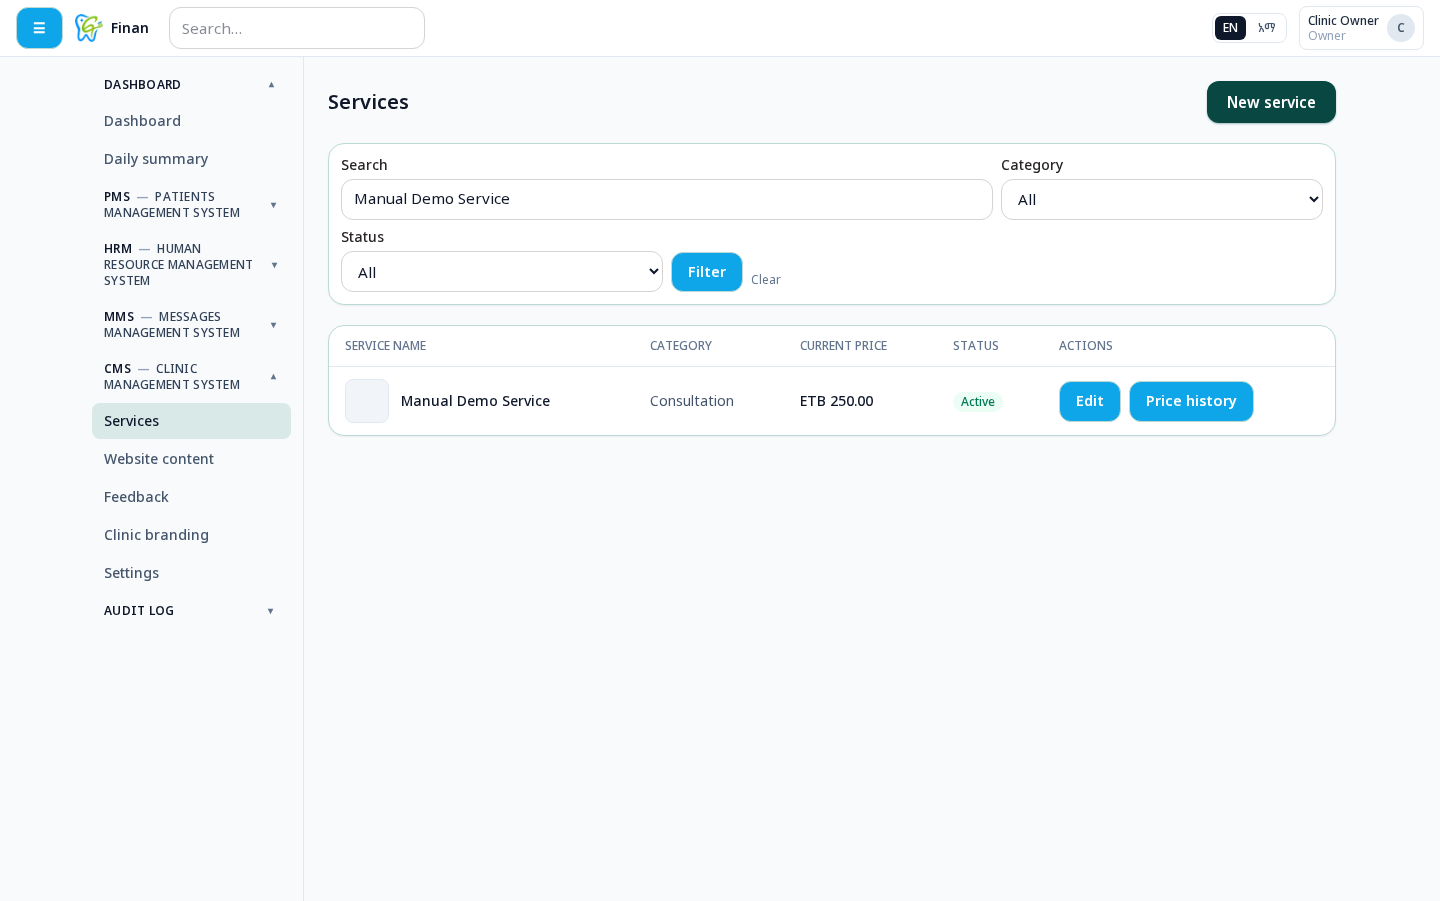 ☰
Finan
Search...
EN
አማ
Clinic Owner
Owner
C
DASHBOARD ▲
Dashboard
Daily summary
PMS — PATIENTS
MANAGEMENT SYSTEM ▼
HRM — HUMAN
RESOURCE MANAGEMENT ▼
SYSTEM
MMS — MESSAGES
MANAGEMENT SYSTEM ▼
CMS — CLINIC
MANAGEMENT SYSTEM ▲
Services
Website content
Feedback
Clinic branding
Settings
AUDIT LOG ▼
Services
New service
Search
Category
Manual Demo Service
All
Status
All
Filter
Clear
SERVICE NAME CATEGORY CURRENT PRICE STATUS ACTIONS
Manual Demo Service Consultation ETB 250.00 Active Edit Price history